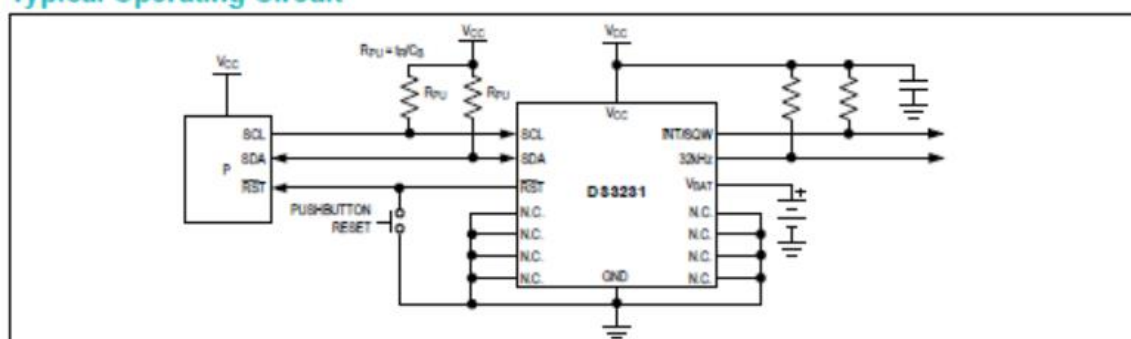 Typical Operating Circuit
VCC
VCC
VCC
RPU = tR/CB
RPU
RPU
VCC
SCL
SCL
INT/SQW
SDA
SDA
32kHz
P
RST
RST
DS3231
VBAT
+
PUSHBUTTON
RESET
N.C.
N.C.
N.C.
N.C.
N.C.
N.C.
N.C.
GND
N.C.